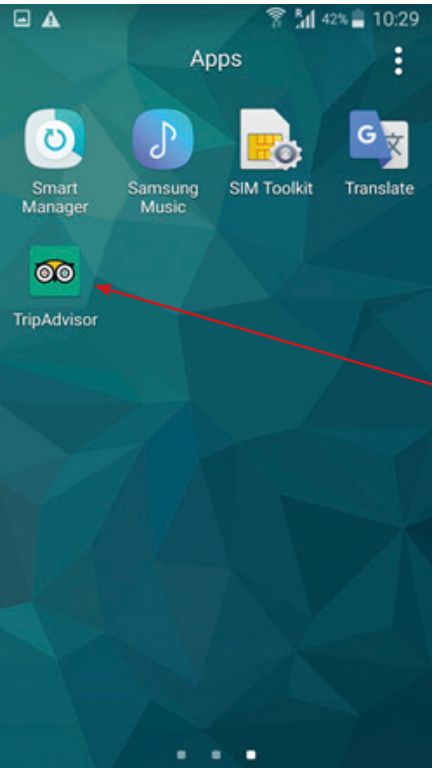 42% 10:29
Apps
Smart Manager
Samsung Music
SIM Toolkit
G
Translate
TripAdvisor